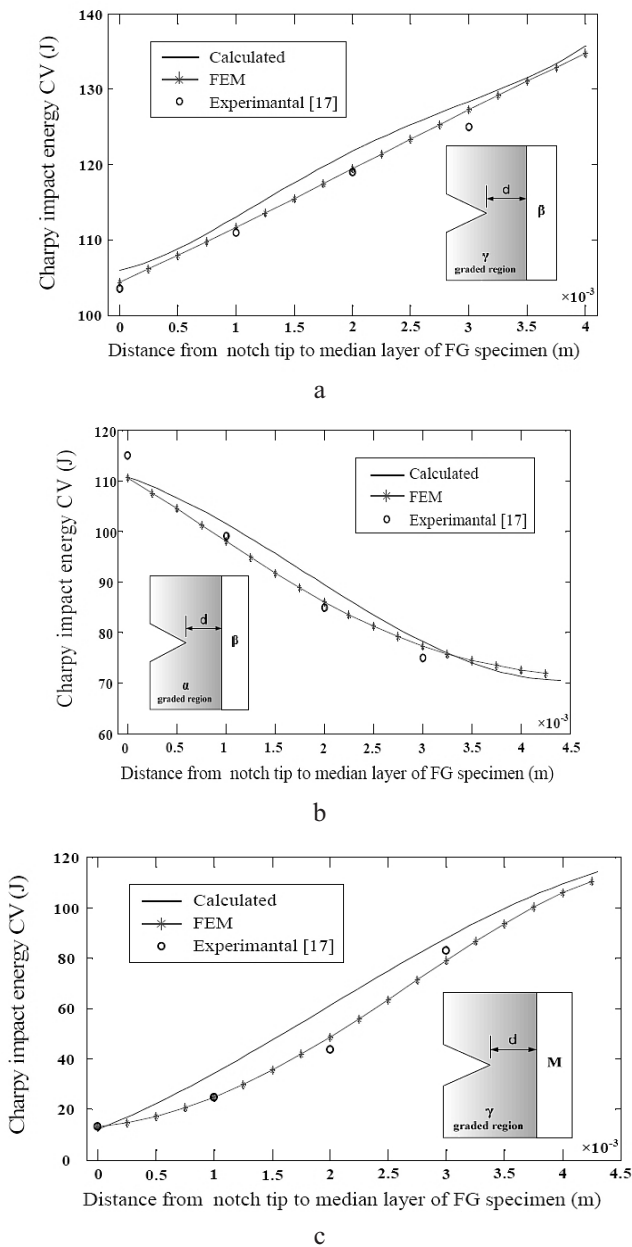 140
130
120
110
100
Charpy impact energy CV (J)
Calculated
FEM
Experimantal [17]
d
β
γ
graded region
×10-3
0
0.5
1
1.5
2
2.5
3
3.5
4
Distance from notch tip to median layer of FG specimen (m)
a
120
110
100
90
80
70
60
Charpy impact energy CV (J)
Calculated
FEM
Experimantal [17]
d
β
α
graded region
×10-3
0
0.5
1
1.5
2
2.5
3
3.5
4
4.5
Distance from notch tip to median layer of FG specimen (m)
b
120
100
80
60
40
20
0
Charpy impact energy CV (J)
Calculated
FEM
Experimantal [17]
d
M
γ
graded region
×10-3
0
0.5
1
1.5
2
2.5
3
3.5
4
4.5
Distance from notch tip to median layer of FG specimen (m)
c